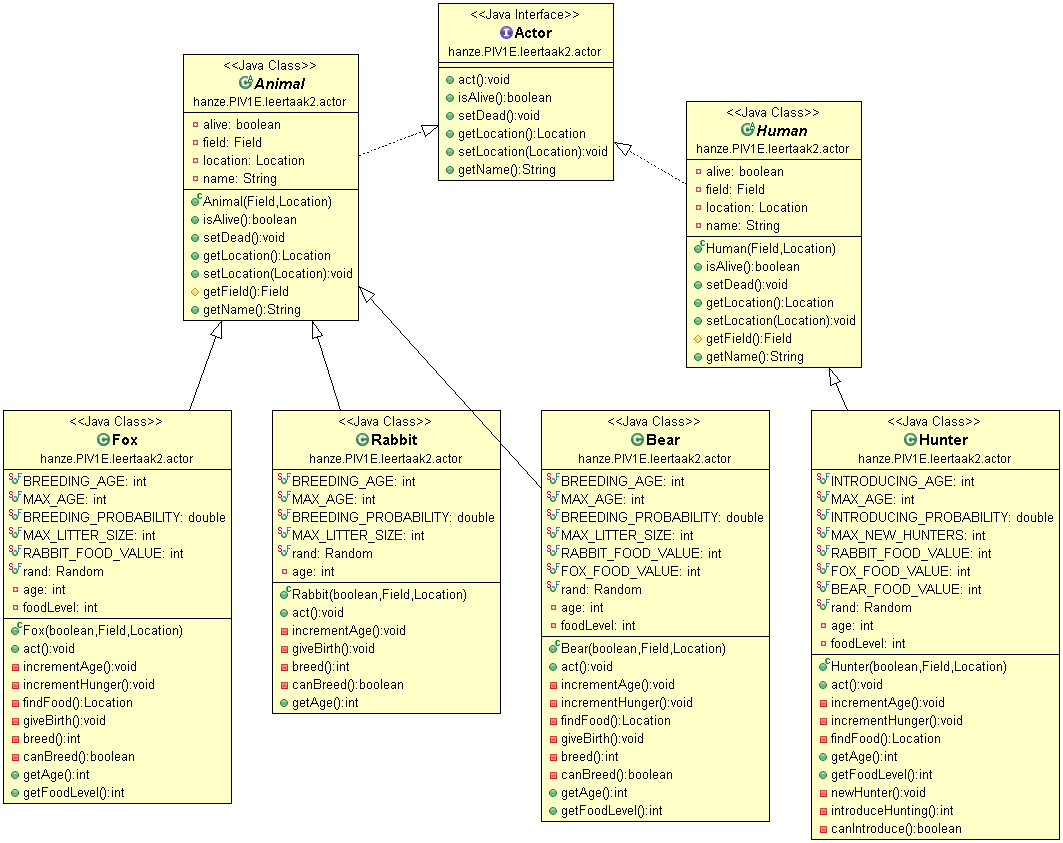 <<Java Interface>>
Actor
hanze.PIV1E.leertaak2.actor
act():void
isAlive():boolean
setDead():void
getLocation():Location
setLocation(Location):void
getName():String
<<Java Class>>
Animal
hanze.PIV1E.leertaak2.actor
alive: boolean
field: Field
location: Location
name: String
Animal(Field,Location)
isAlive():boolean
setDead():void
getLocation():Location
setLocation(Location):void
getField():Field
getName():String
<<Java Class>>
Human
hanze.PIV1E.leertaak2.actor
alive: boolean
field: Field
location: Location
name: String
Human(Field,Location)
isAlive():boolean
setDead():void
getLocation():Location
setLocation(Location):void
getField():Field
getName():String
<<Java Class>>
Fox
hanze.PIV1E.leertaak2.actor
BREEDING_AGE: int
MAX_AGE: int
BREEDING_PROBABILITY: double
MAX_LITTER_SIZE: int
RABBIT_FOOD_VALUE: int
rand: Random
age: int
foodLevel: int
Fox(boolean,Field,Location)
act():void
incrementAge():void
incrementHunger():void
findFood():Location
giveBirth():void
breed():int
canBreed():boolean
getAge():int
getFoodLevel():int
<<Java Class>>
Rabbit
hanze.PIV1E.leertaak2.actor
BREEDING_AGE: int
MAX_AGE: int
BREEDING_PROBABILITY: double
MAX_LITTER_SIZE: int
rand: Random
age: int
Rabbit(boolean,Field,Location)
act():void
incrementAge():void
giveBirth():void
breed():int
canBreed():boolean
getAge():int
<<Java Class>>
Bear
hanze.PIV1E.leertaak2.actor
BREEDING_AGE: int
MAX_AGE: int
BREEDING_PROBABILITY: double
MAX_LITTER_SIZE: int
RABBIT_FOOD_VALUE: int
FOX_FOOD_VALUE: int
rand: Random
age: int
foodLevel: int
Bear(boolean,Field,Location)
act():void
incrementAge():void
incrementHunger():void
findFood():Location
giveBirth():void
breed():int
canBreed():boolean
getAge():int
getFoodLevel():int
<<Java Class>>
Hunter
hanze.PIV1E.leertaak2.actor
INTRODUCING_AGE: int
MAX_AGE: int
INTRODUCING_PROBABILITY: double
MAX_NEW_HUNTERS: int
RABBIT_FOOD_VALUE: int
FOX_FOOD_VALUE: int
BEAR_FOOD_VALUE: int
rand: Random
age: int
foodLevel: int
Hunter(boolean,Field,Location)
act():void
incrementAge():void
incrementHunger():void
findFood():Location
getAge():int
getFoodLevel():int
newHunter():void
introduceHunting():int
canIntroduce():boolean